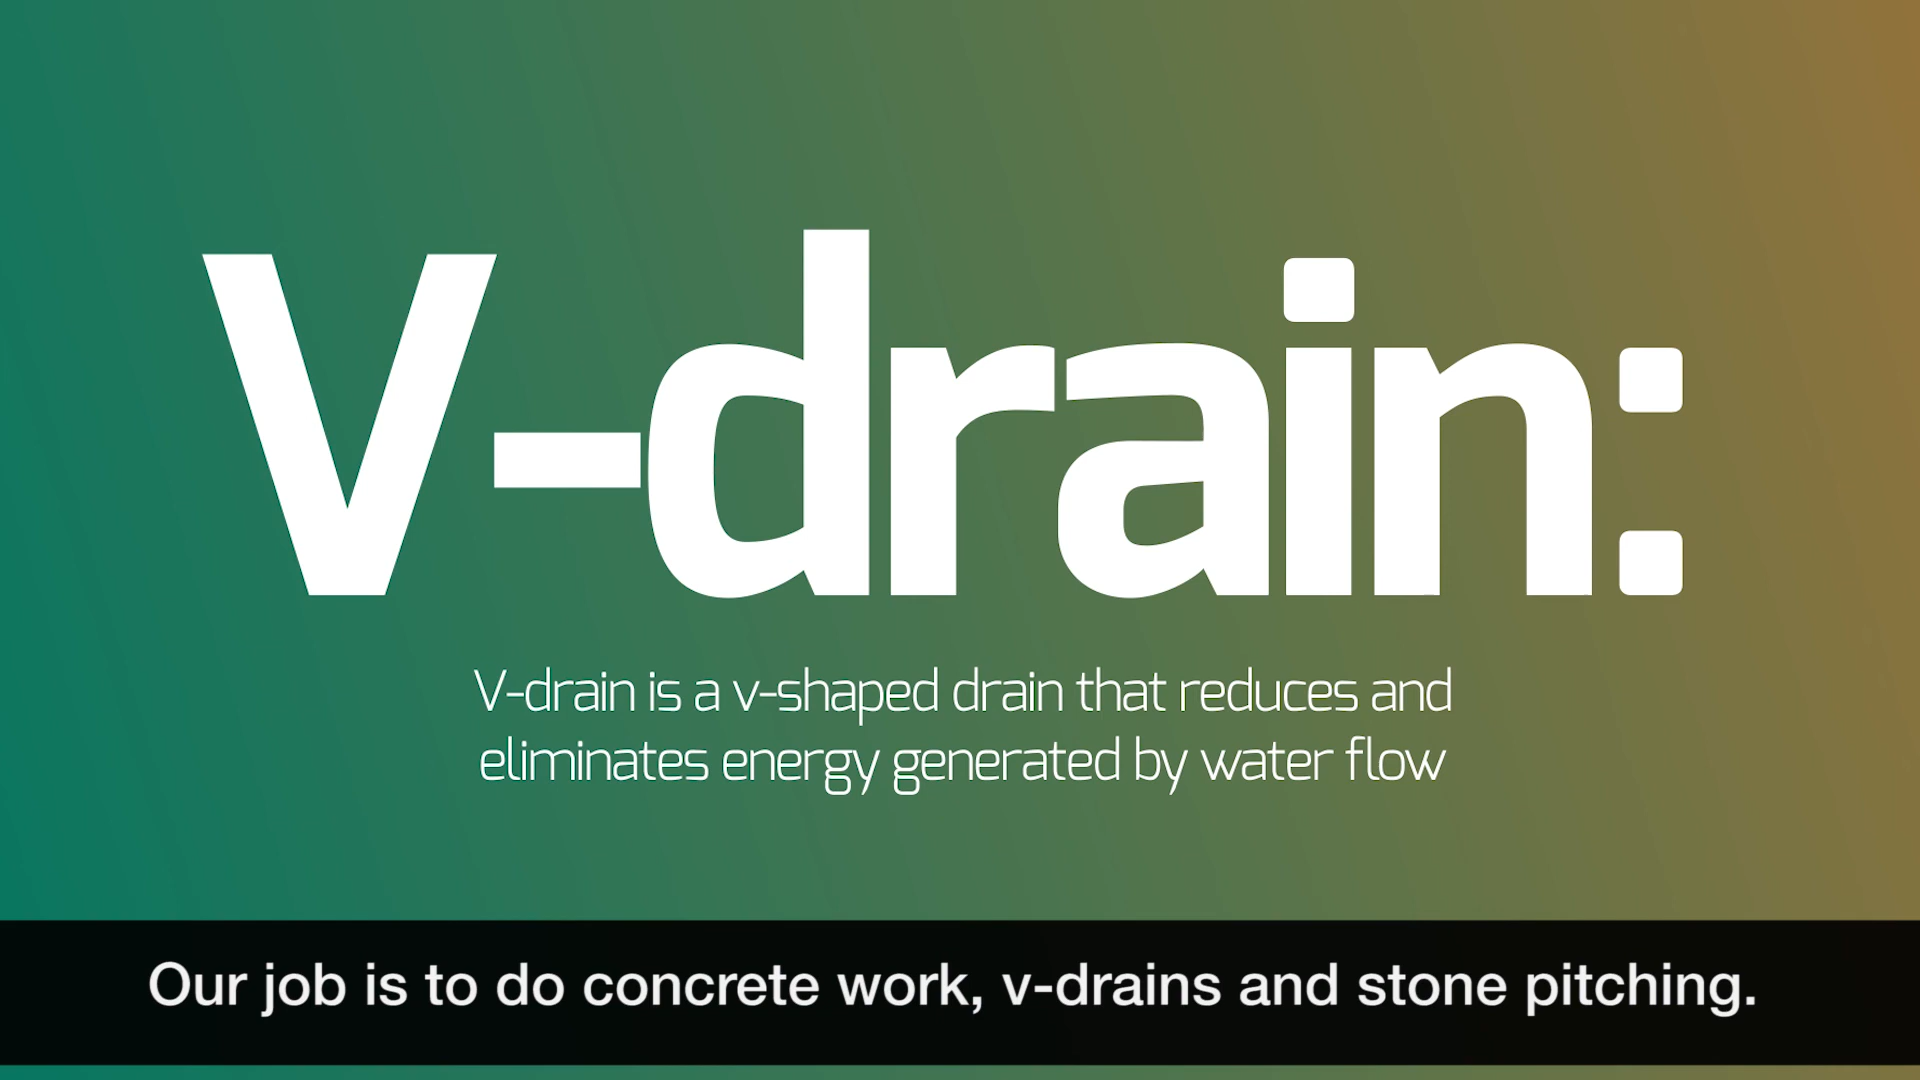 V-drain:
V-drain is a v-shaped drain that reduces and
eliminates energy generated by water flow
Our job is to do concrete work, v-drains and stone pitching.